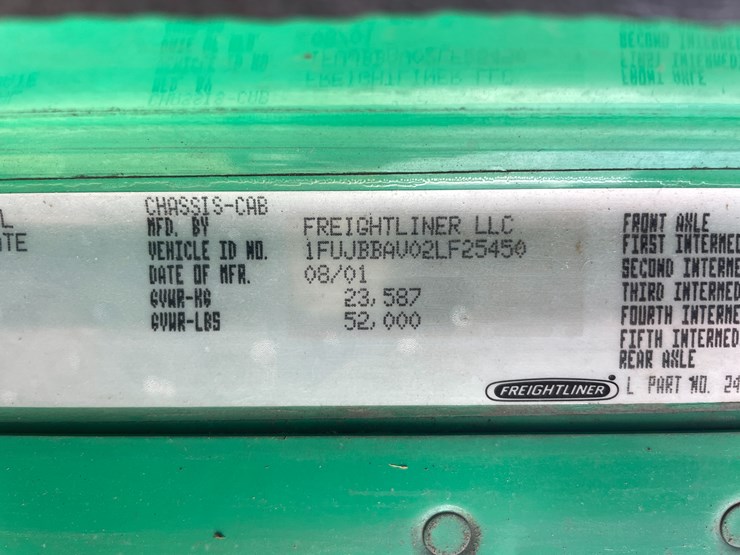 L
TE
CHASSIS-CAB
MFD. BY FREIGHTLINER LLC
VEHICLE ID NO. 1FUJBBAV02LF25450
DATE OF MFR. 08/01
GVWR-KG 23,587
GVWR-LBS 52,000
FRONT AXLE
FIRST INTERMED
SECOND INTERME
THIRD INTERMED
FOURTH INTERME
FIFTH INTERMED
REAR AXLE
FREIGHTLINER L PART NO. 24